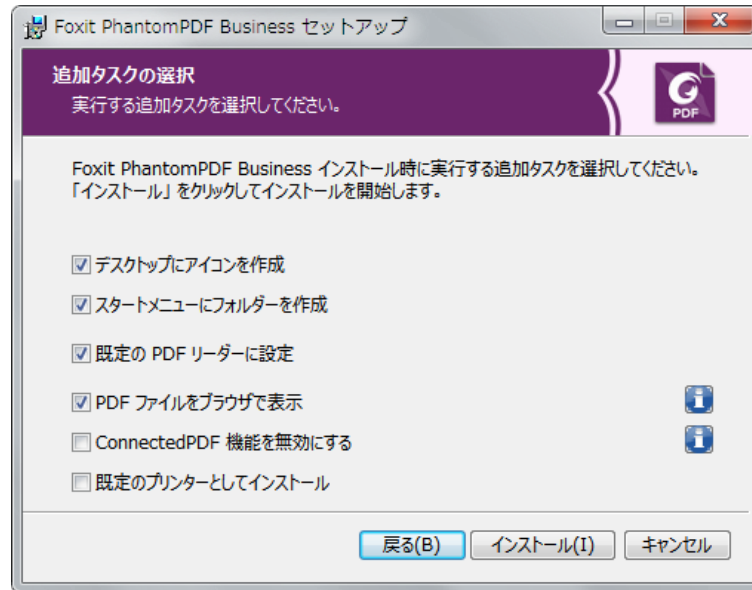 Foxit PhantomPDF Business セットアップ
追加タスクの選択
実行する追加タスクを選択してください。
PDF
Foxit PhantomPDF Business インストール時に実行する追加タスクを選択してください。
「インストール」をクリックしてインストールを開始します。
デスクトップにアイコンを作成
スタートメニューにフォルダーを作成
既定の PDF リーダーに設定
PDF ファイルをブラウザで表示
ConnectedPDF 機能を無効にする
既定のプリンターとしてインストール
戻る(B) インストール(I) キャンセル